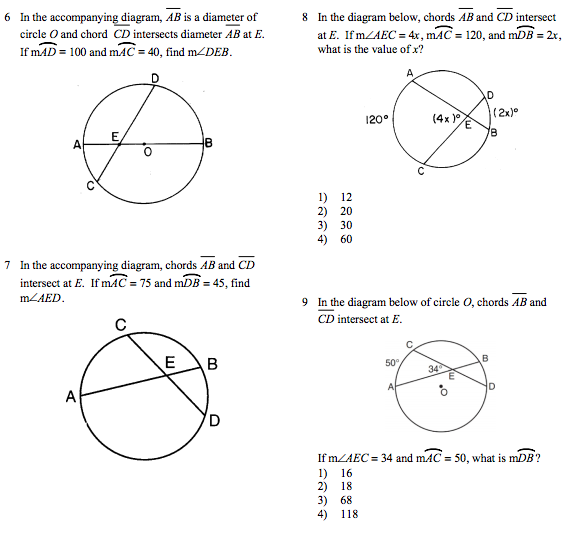 6 In the accompanying diagram, AB is a diameter of
circle O and chord CD intersects diameter AB at E.
If mAD = 100 and mAC = 40, find m∠DEB.
D
A
E
O
B
C
7 In the accompanying diagram, chords AB and CD
intersect at E. If mAC = 75 and mDB = 45, find
m∠AED.
C
E
B
A
D
8 In the diagram below, chords AB and CD intersect
at E. If m∠AEC = 4x, mAC = 120, and mDB = 2x,
what is the value of x?
A
D
120°
(4x)°
E
(2x)°
B
C
1) 12
2) 20
3) 30
4) 60
9 In the diagram below of circle O, chords AB and
CD intersect at E.
C
50°
34°
E
B
A
O
D
If m∠AEC = 34 and mAC = 50, what is mDB?
1) 16
2) 18
3) 68
4) 118